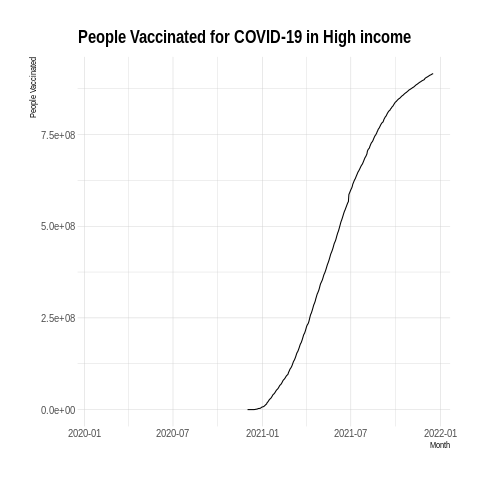 People Vaccinated for COVID-19 in High income
People Vaccinated
7.5e+08
5.0e+08
2.5e+08
0.0e+00
2020-01 2020-07 2021-01 2021-07 2022-01
Month